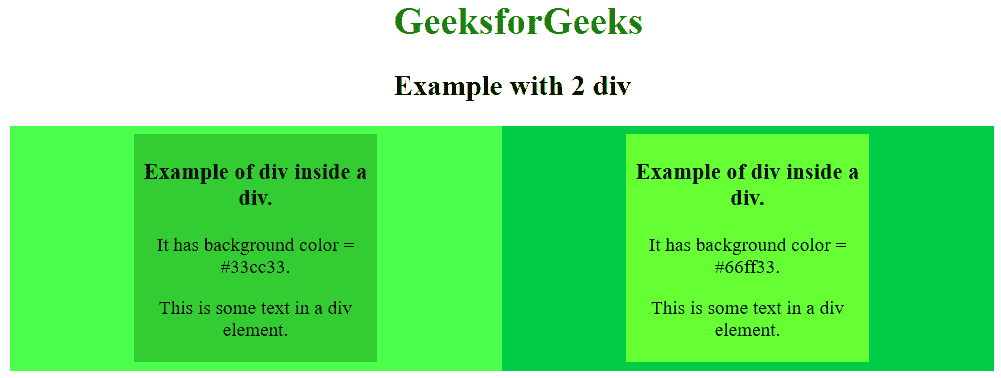 GeeksforGeeks
Example with 2 div
Example of div inside a
div.
It has background color =
#33cc33.
This is some text in a div
element.
Example of div inside a
div.
It has background color =
#66ff33.
This is some text in a div
element.